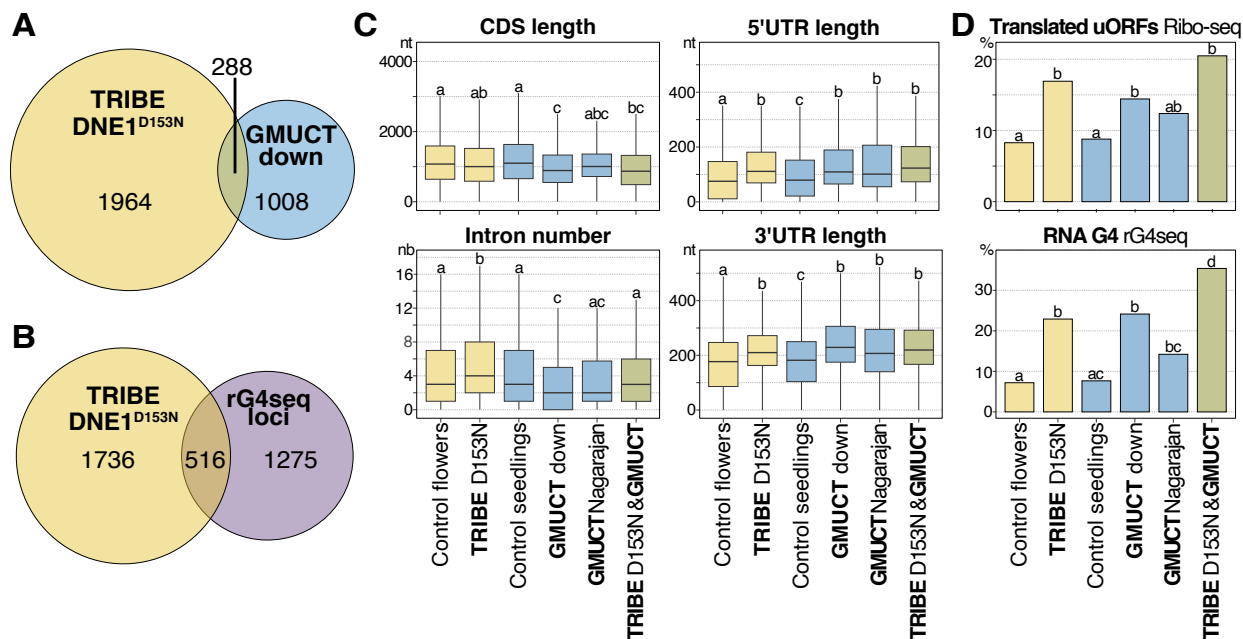 A
288
TRIBE
DNE1D153N
GMUCT
down
1964
1008
B
TRIBE
DNE1D153N
rG4seq
loci
1736
516
1275
C
CDS length
nt
4000
2000
0
a
ab
a
c
abc
bc
5'UTR length
nt
400
200
0
a
b
c
b
b
b
Intron number
nb
16
12
8
4
0
a
b
a
c
ac
a
3'UTR length
nt
400
200
0
a
b
c
b
b
b
Control flowers
TRIBE D153N
Control seedlings
GMUCT down
GMUCT Nagarajan
TRIBE D153N & GMUCT
Control flowers
TRIBE D153N
Control seedlings
GMUCT down
GMUCT Nagarajan
TRIBE D153N & GMUCT
D
Translated uORFs Ribo-seq
%
20
10
0
a
b
a
b
ab
b
RNA G4 rG4seq
%
30
20
10
0
a
b
ac
b
bc
d
Control flowers
TRIBE D153N
Control seedlings
GMUCT down
GMUCT Nagarajan
TRIBE D153N & GMUCT